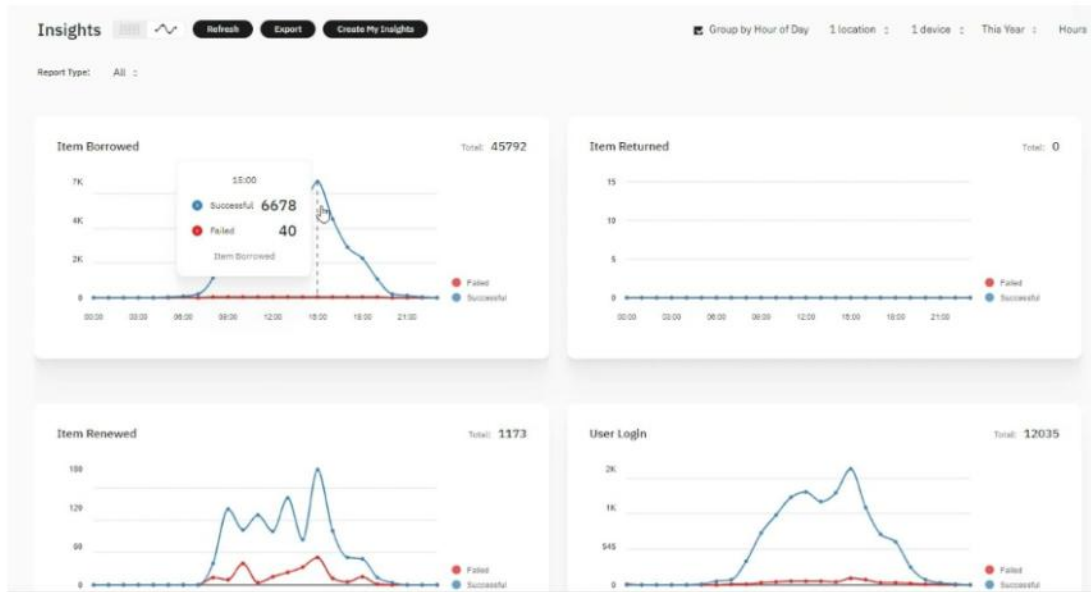 Insights Refresh Export Create My Insights Group by Hour of Day 1 location 1 device This Year Hours
Report Type: All
Item Borrowed Total: 45792
7K
4K
2K
0
00:00 03:00 06:00 09:00 12:00 15:00 18:00 21:00
15:00
Successful 6678
Failed 40
Item Borrowed
Failed
Successful
Item Returned Total: 0
15
10
5
0
00:00 03:00 06:00 09:00 12:00 15:00 18:00 21:00
Failed
Successful
Item Renewed Total: 1173
120
60
0
Failed
Successful
User Login Total: 12035
2K
1K
545
0
Failed
Successful